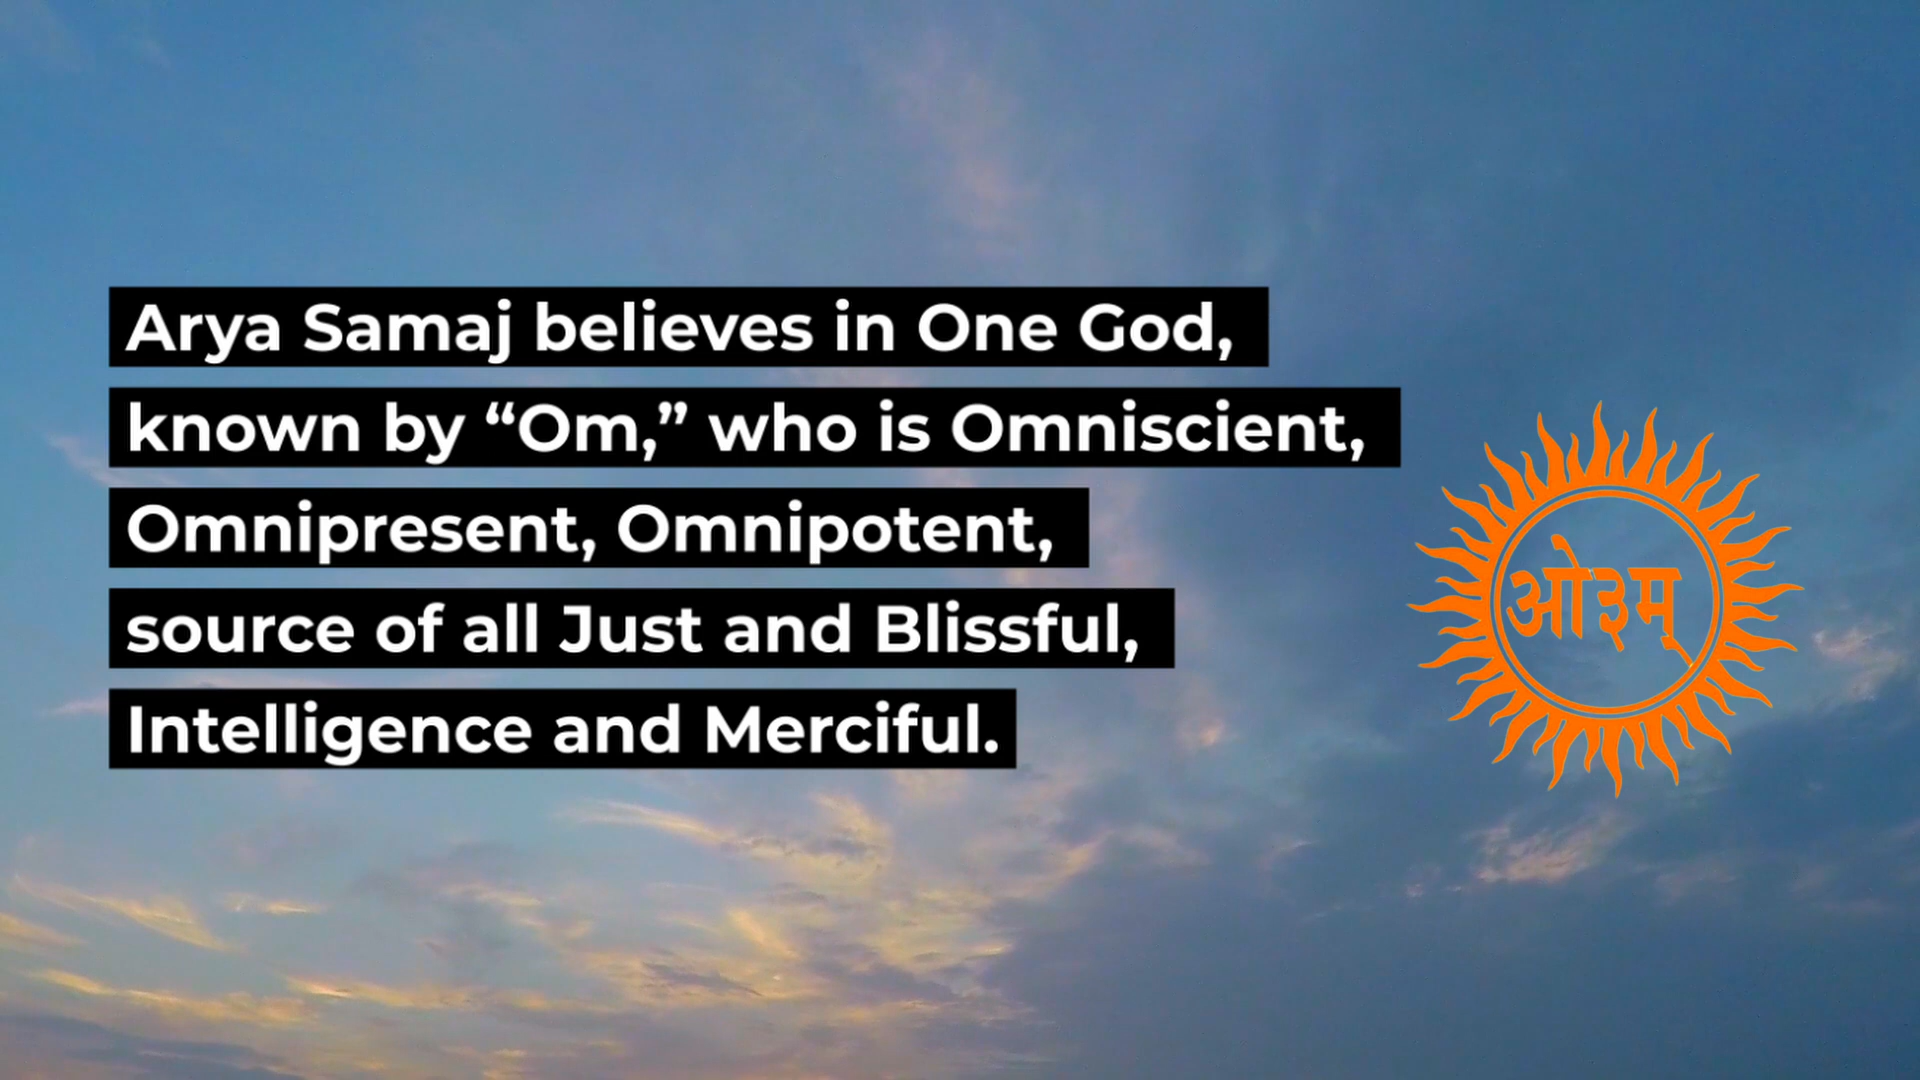 Arya Samaj believes in One God,
known by “Om,” who is Omniscient,
Omnipresent, Omnipotent,
source of all Just and Blissful,
Intelligence and Merciful.
ओ३म्